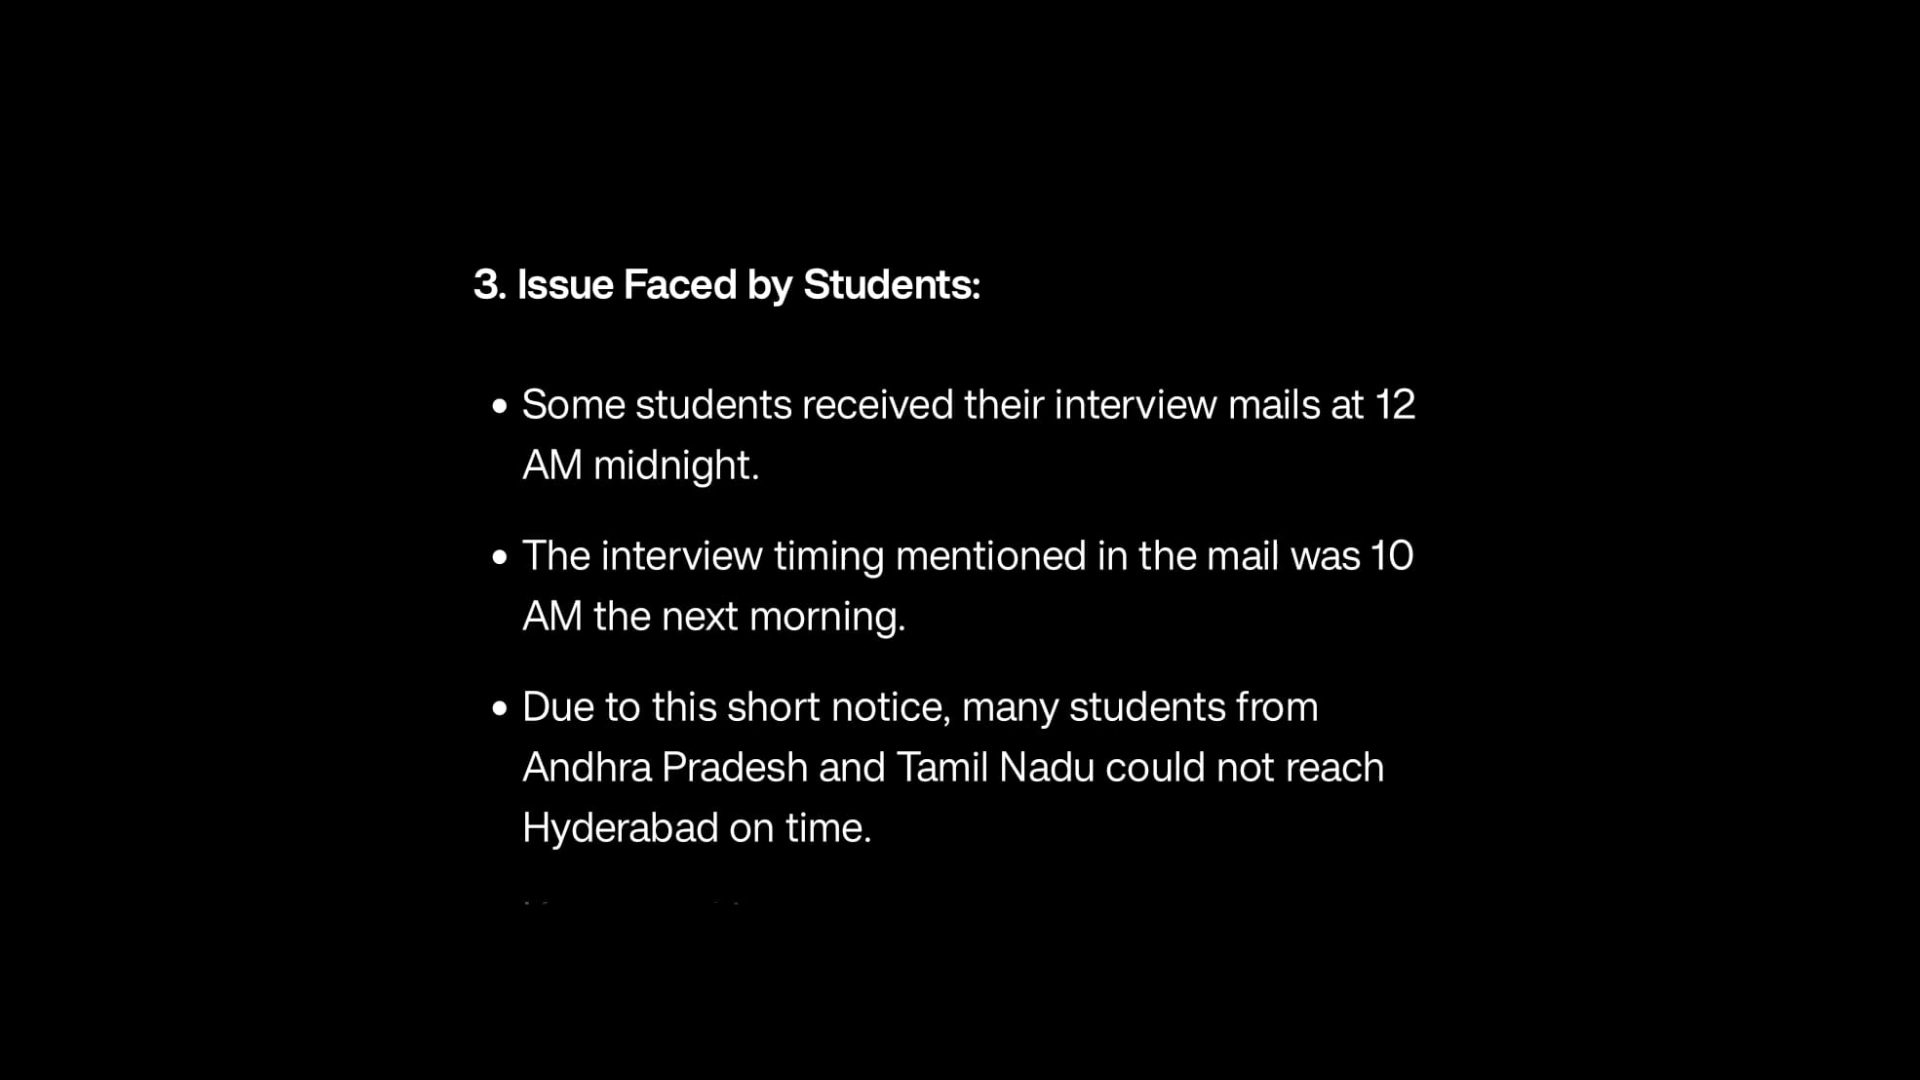 3. Issue Faced by Students:
• Some students received their interview mails at 12
AM midnight.
• The interview timing mentioned in the mail was 10
AM the next morning.
• Due to this short notice, many students from
Andhra Pradesh and Tamil Nadu could not reach
Hyderabad on time.